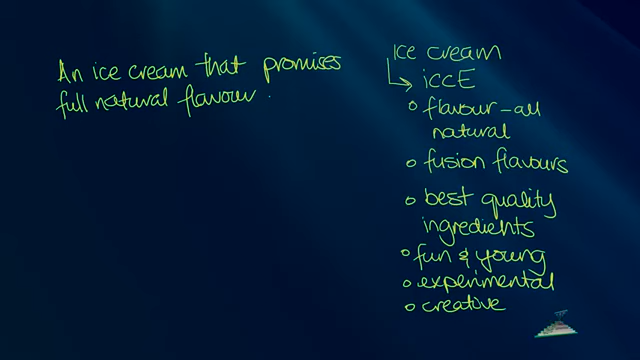 An ice cream that promises
full natural flavour.
Ice cream
iccE
flavour - all
natural
fusion flavours
best quality
ingredients
fun & young
experimental
creative